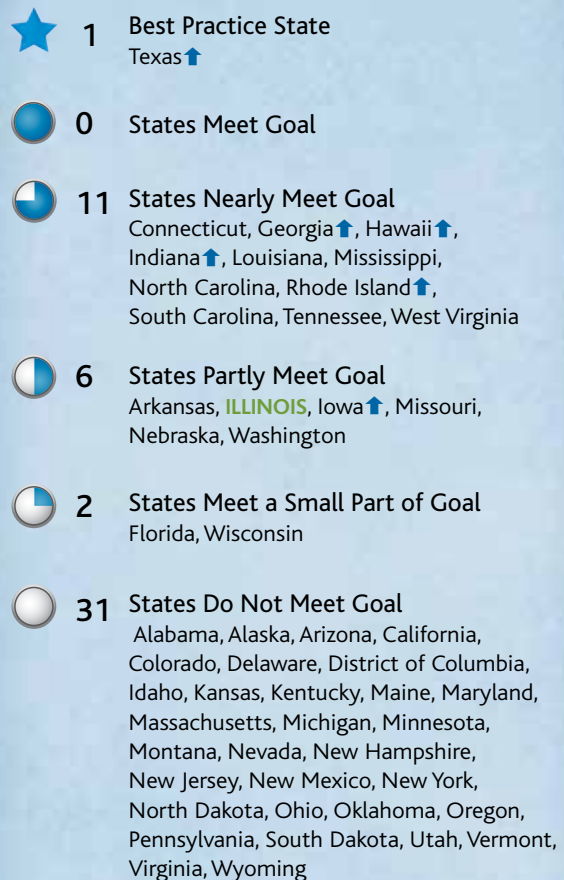 1 Best Practice State
Texas⬆
0 States Meet Goal
11 States Nearly Meet Goal
Connecticut, Georgia⬆, Hawaii⬆,
Indiana⬆, Louisiana, Mississippi,
North Carolina, Rhode Island⬆,
South Carolina, Tennessee, West Virginia
6 States Partly Meet Goal
Arkansas, ILLINOIS, Iowa⬆, Missouri,
Nebraska, Washington
2 States Meet a Small Part of Goal
Florida, Wisconsin
31 States Do Not Meet Goal
Alabama, Alaska, Arizona, California,
Colorado, Delaware, District of Columbia,
Idaho, Kansas, Kentucky, Maine, Maryland,
Massachusetts, Michigan, Minnesota,
Montana, Nevada, New Hampshire,
New Jersey, New Mexico, New York,
North Dakota, Ohio, Oklahoma, Oregon,
Pennsylvania, South Dakota, Utah, Vermont,
Virginia, Wyoming